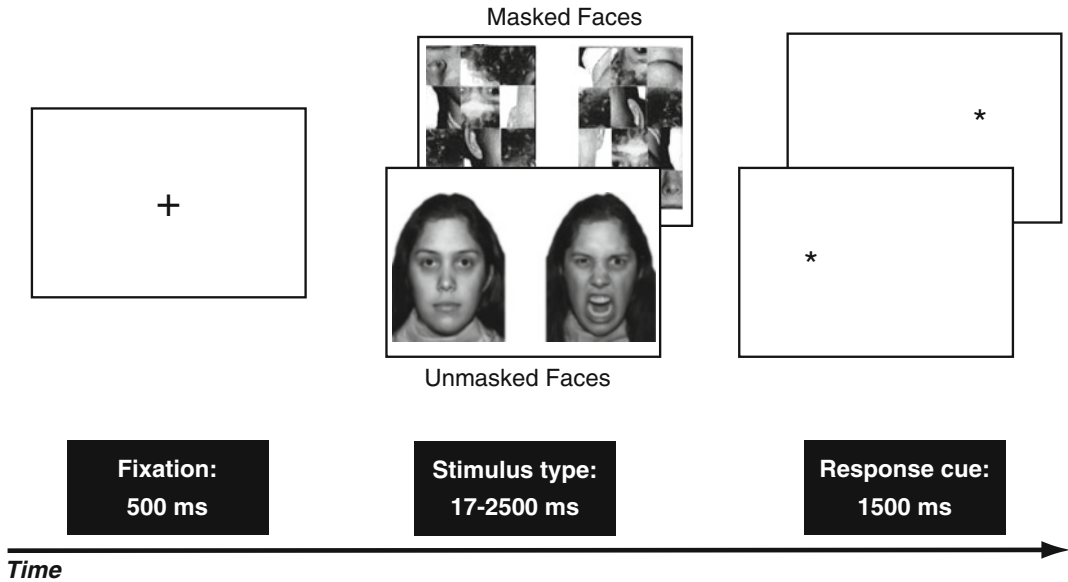 Masked Faces
*
+
*
Unmasked Faces
Fixation:
500 ms
Stimulus type:
17-2500 ms
Response cue:
1500 ms
Time